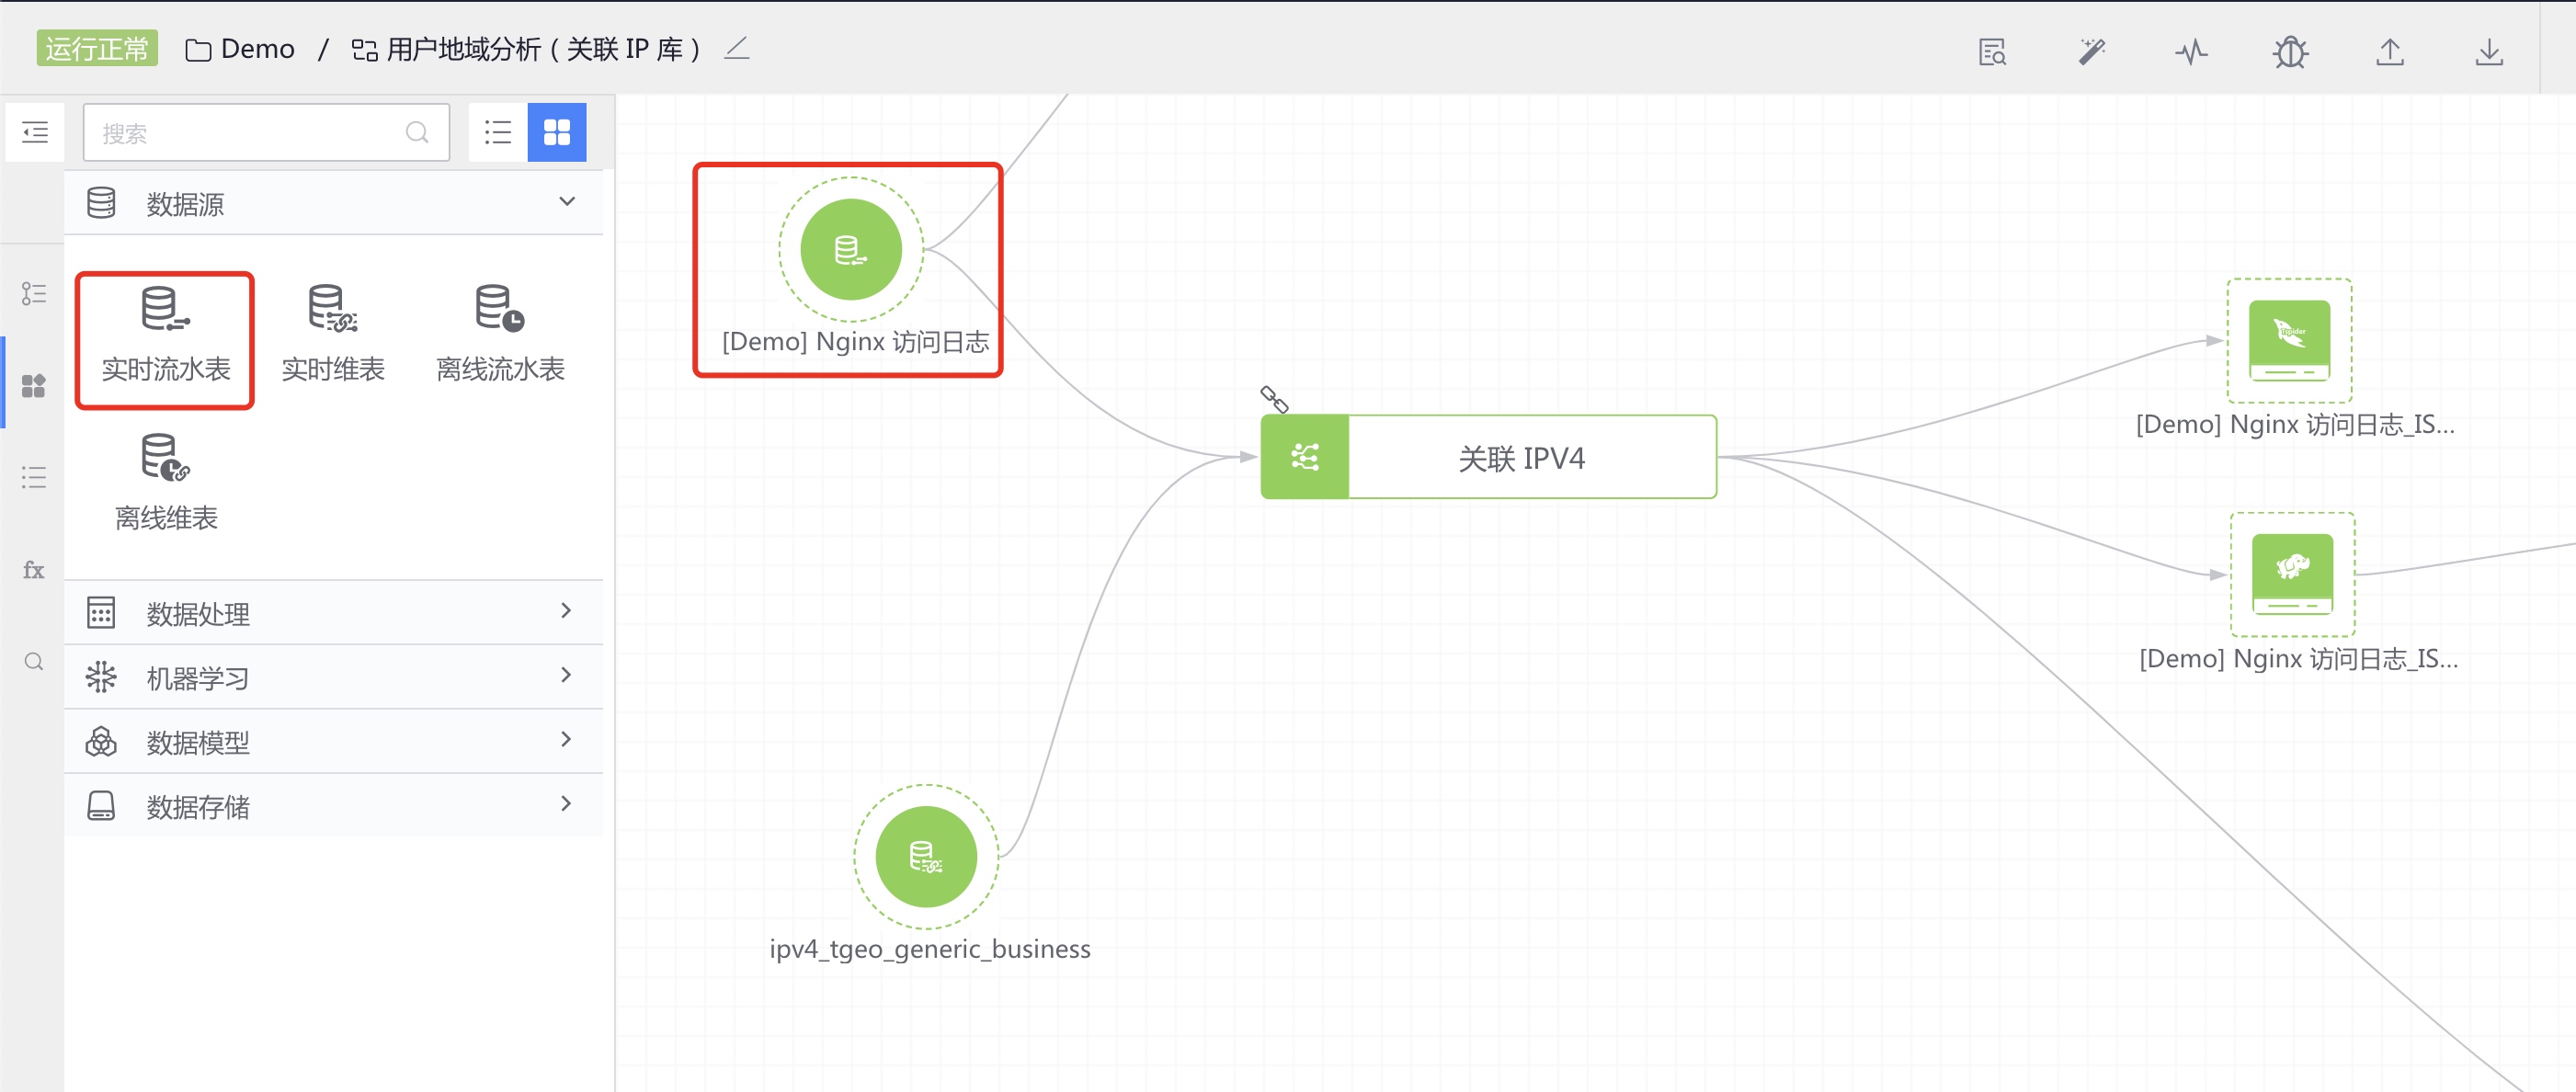 运行正常 Demo / 用户地域分析（关联 IP 库）
搜索
数据源
实时流水表 实时维表 离线流水表
离线维表
fx
数据处理
机器学习
数据模型
数据存储
[Demo] Nginx 访问日志
关联 IPV4
ipv4_tgeo_generic_business
Spider
[Demo] Nginx 访问日志_IS...
[Demo] Nginx 访问日志_IS...